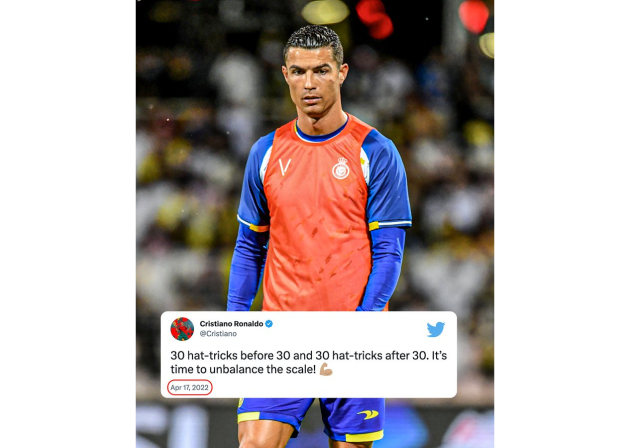 V
Cristiano Ronaldo
@Cristiano
30 hat-tricks before 30 and 30 hat-tricks after 30. It's
time to unbalance the scale! 💪🏼
Apr 17, 2022